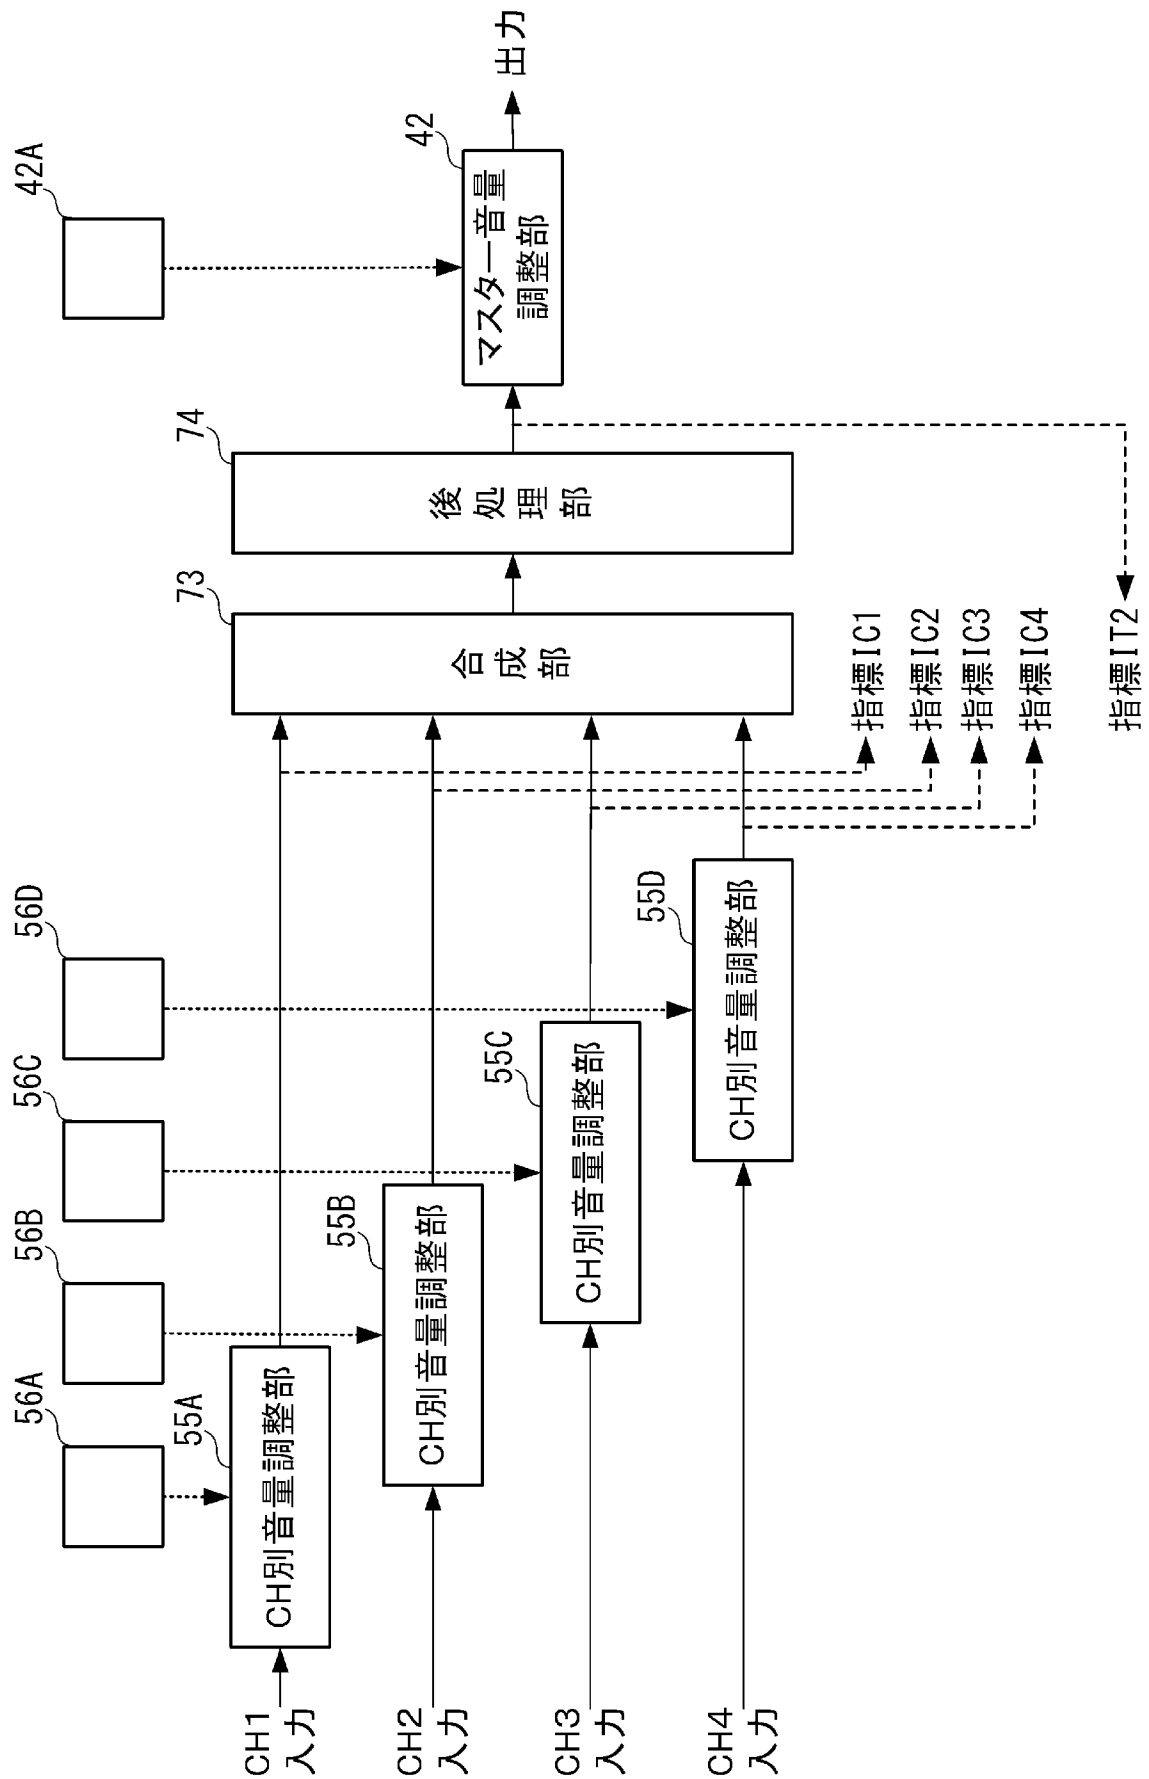 56A
56B
56C
56D
42A
CH1
入力
CH別音量調整部
55A
CH2
入力
CH別音量調整部
55B
CH3
入力
CH別音量調整部
55C
CH4
入力
CH別音量調整部
55D
合成部
73
後処理部
74
マスター音量
調整部
42
出力
指標IC1
指標IC2
指標IC3
指標IC4
指標IT2